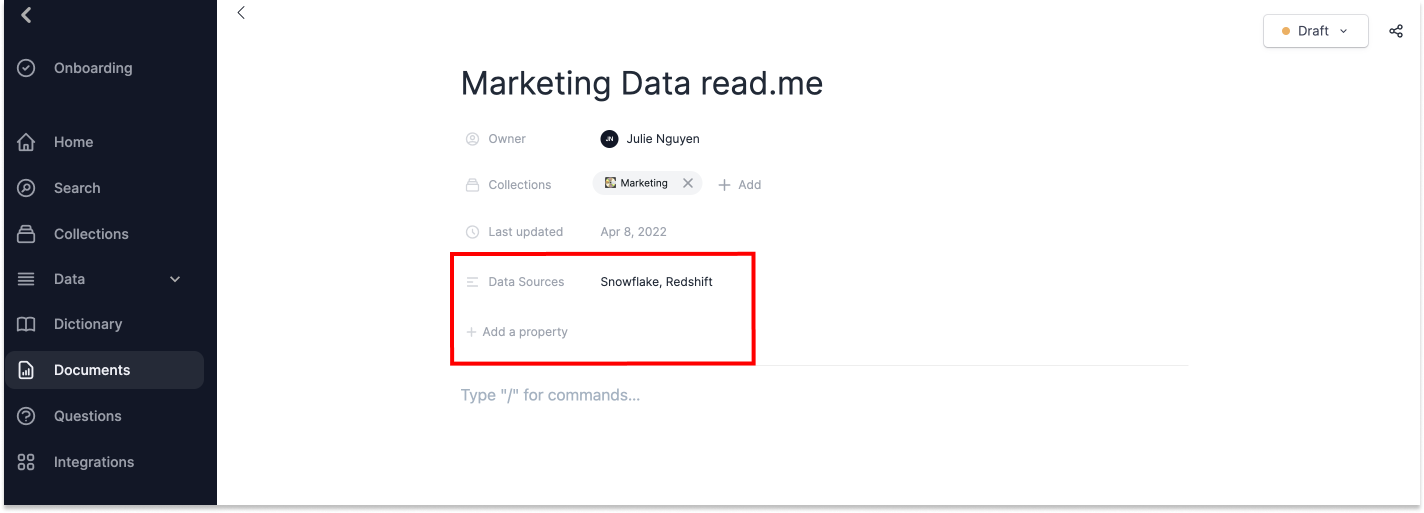 Onboarding
Home
Search
Collections
Data
Dictionary
Documents
Questions
Integrations
Draft
Marketing Data read.me
Owner JN Julie Nguyen
Collections Marketing Add
Last updated Apr 8, 2022
Data Sources Snowflake, Redshift
Add a property
Type "/" for commands...